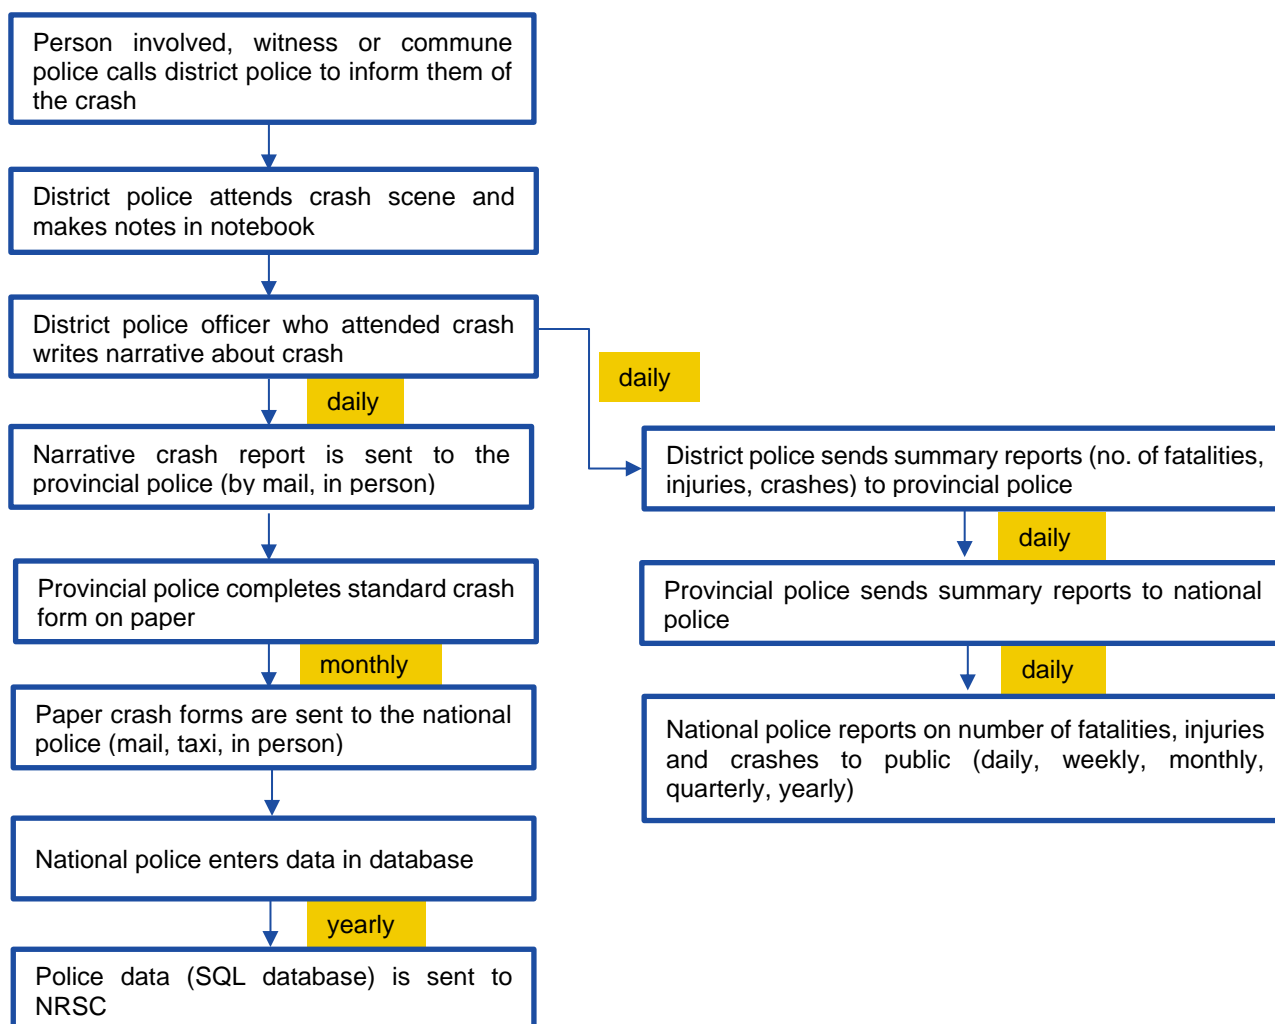 Person involved, witness or commune
police calls district police to inform them of
the crash
District police attends crash scene and
makes notes in notebook
District police officer who attended crash
writes narrative about crash
daily
daily
Narrative crash report is sent to the
provincial police (by mail, in person)
Provincial police completes standard crash
form on paper
monthly
Paper crash forms are sent to the national
police (mail, taxi, in person)
National police enters data in database
yearly
Police data (SQL database) is sent to
NRSC
District police sends summary reports (no. of fatalities,
injuries, crashes) to provincial police
daily
Provincial police sends summary reports to national
police
daily
National police reports on number of fatalities, injuries
and crashes to public (daily, weekly, monthly,
quarterly, yearly)